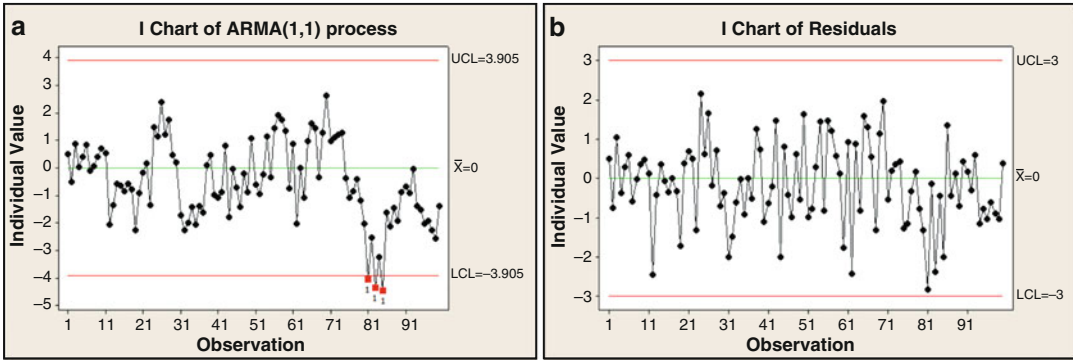 a
I Chart of ARMA(1,1) process
4
3
2
1
0
−1
−2
−3
−4
−5
Individual Value
UCL=3.905
X̅=0
LCL=−3.905
1
1
1
1 11 21 31 41 51 61 71 81 91
Observation
b
I Chart of Residuals
3
2
1
0
−1
−2
−3
Individual Value
UCL=3
X̅=0
LCL=−3
1 11 21 31 41 51 61 71 81 91
Observation